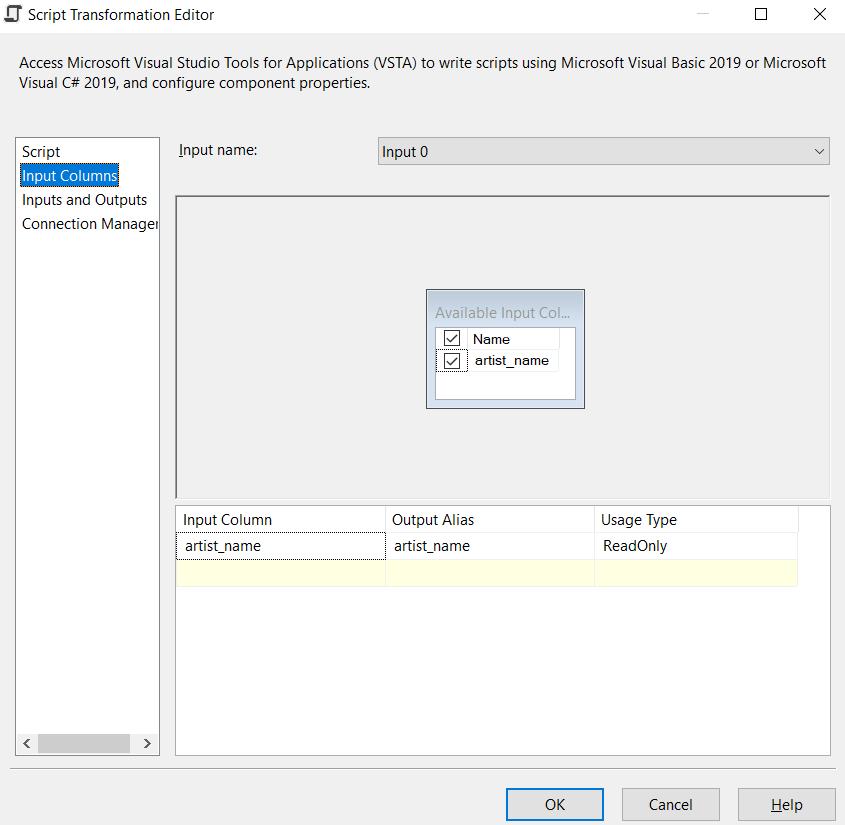 Script Transformation Editor
Access Microsoft Visual Studio Tools for Applications (VSTA) to write scripts using Microsoft Visual Basic 2019 or Microsoft
Visual C# 2019, and configure component properties.
Script
Input Columns
Inputs and Outputs
Connection Manager
Input name:
Input 0
Available Input Col...
Name
artist_name
Input Column Output Alias Usage Type
artist_name artist_name ReadOnly
OK Cancel Help